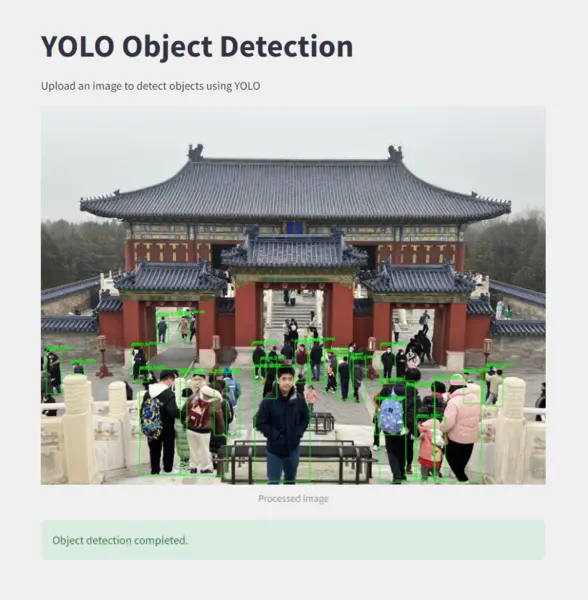 YOLO Object Detection
Upload an image to detect objects using YOLO
Processed Image
Object detection completed.